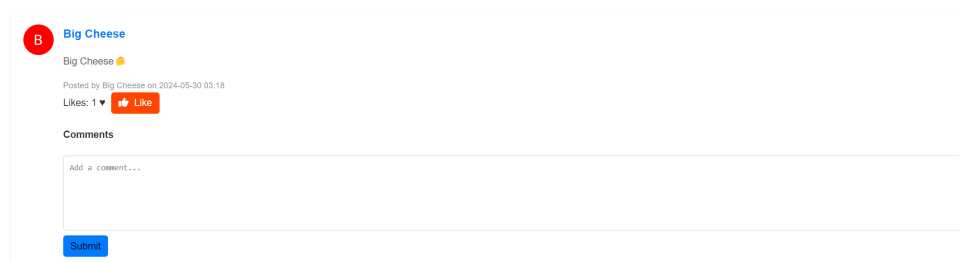 B
Big Cheese
Big Cheese🧀
Posted by Big Cheese on 2024-05-30 03:18
Likes: 1 ♥ Like
Comments
Add a comment...
Submit